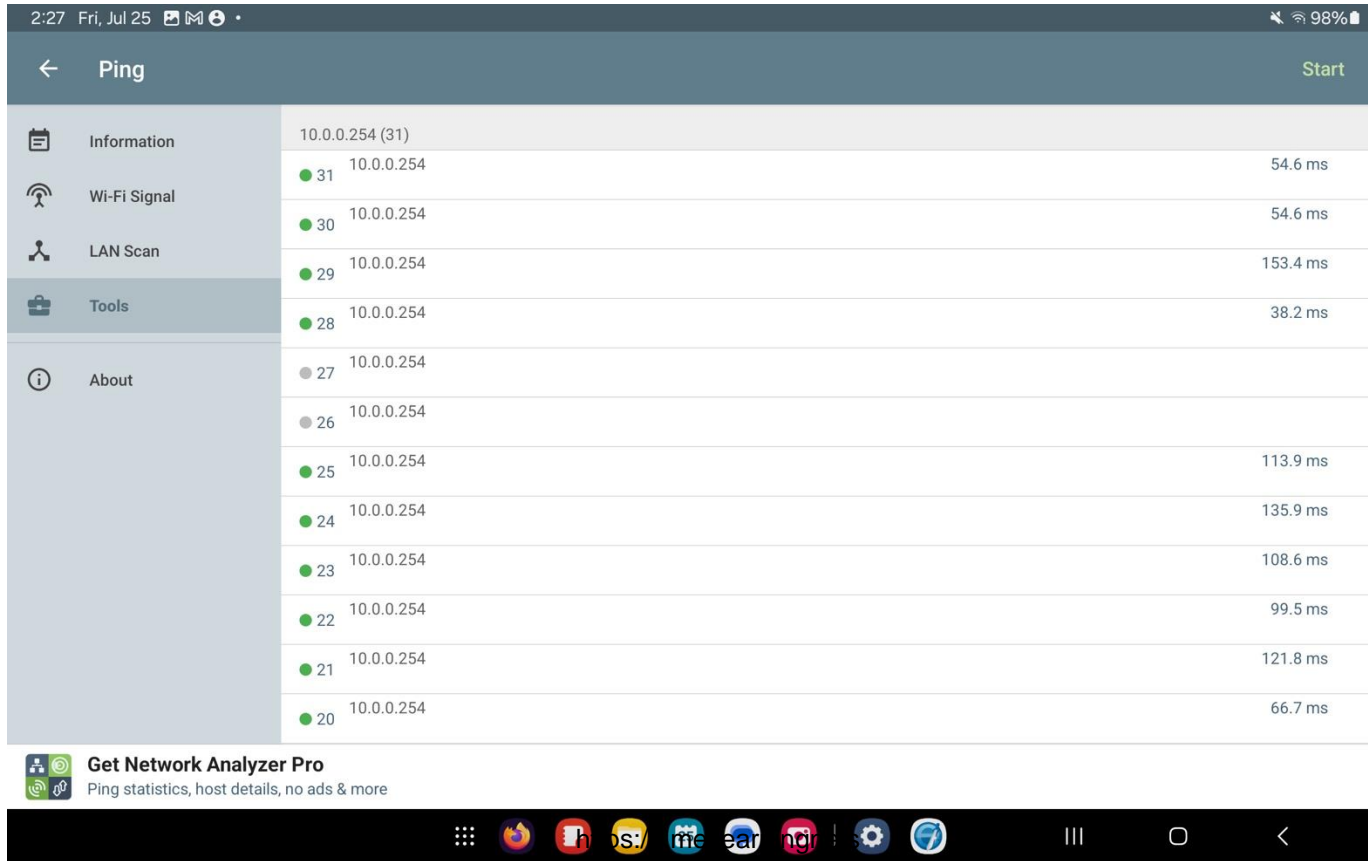 2:27 Fri, Jul 25 98%
Ping Start
Information
Wi-Fi Signal
LAN Scan
Tools
About
10.0.0.254 (31)
31 10.0.0.254 54.6 ms
30 10.0.0.254 54.6 ms
29 10.0.0.254 153.4 ms
28 10.0.0.254 38.2 ms
27 10.0.0.254
26 10.0.0.254
25 10.0.0.254 113.9 ms
24 10.0.0.254 135.9 ms
23 10.0.0.254 108.6 ms
22 10.0.0.254 99.5 ms
21 10.0.0.254 121.8 ms
20 10.0.0.254 66.7 ms
Get Network Analyzer Pro
Ping statistics, host details, no ads & more